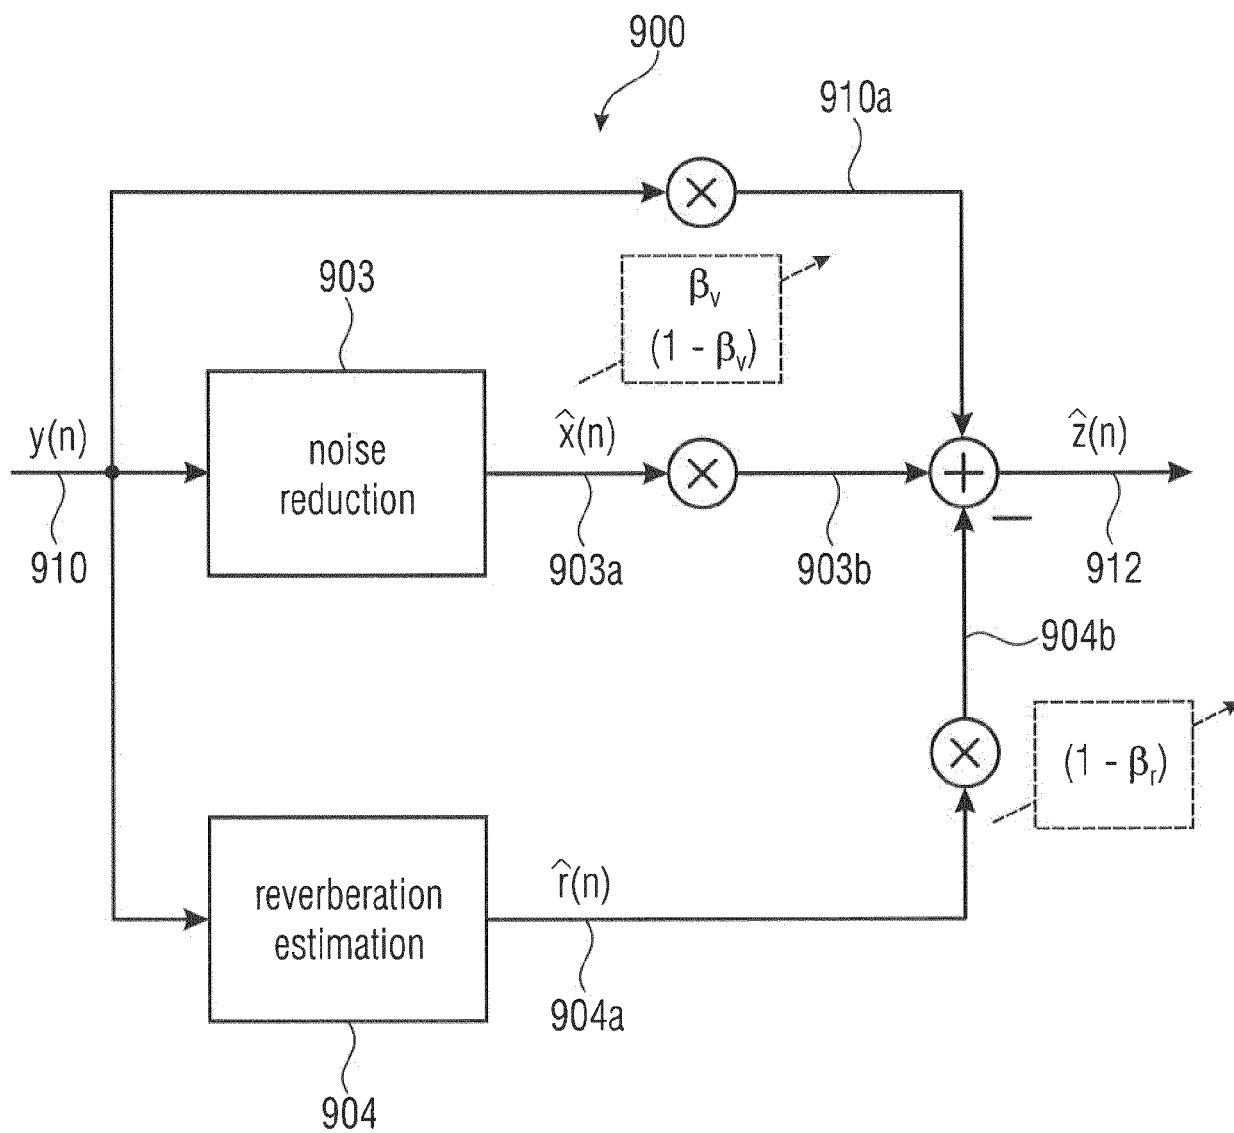 900
910a
903
βv
(1 - βv)
y(n)
noise
reduction
x̂(n)
ẑ(n)
910
903a
903b
912
904b
(1 - βr)
reverberation
estimation
r̂(n)
904a
904